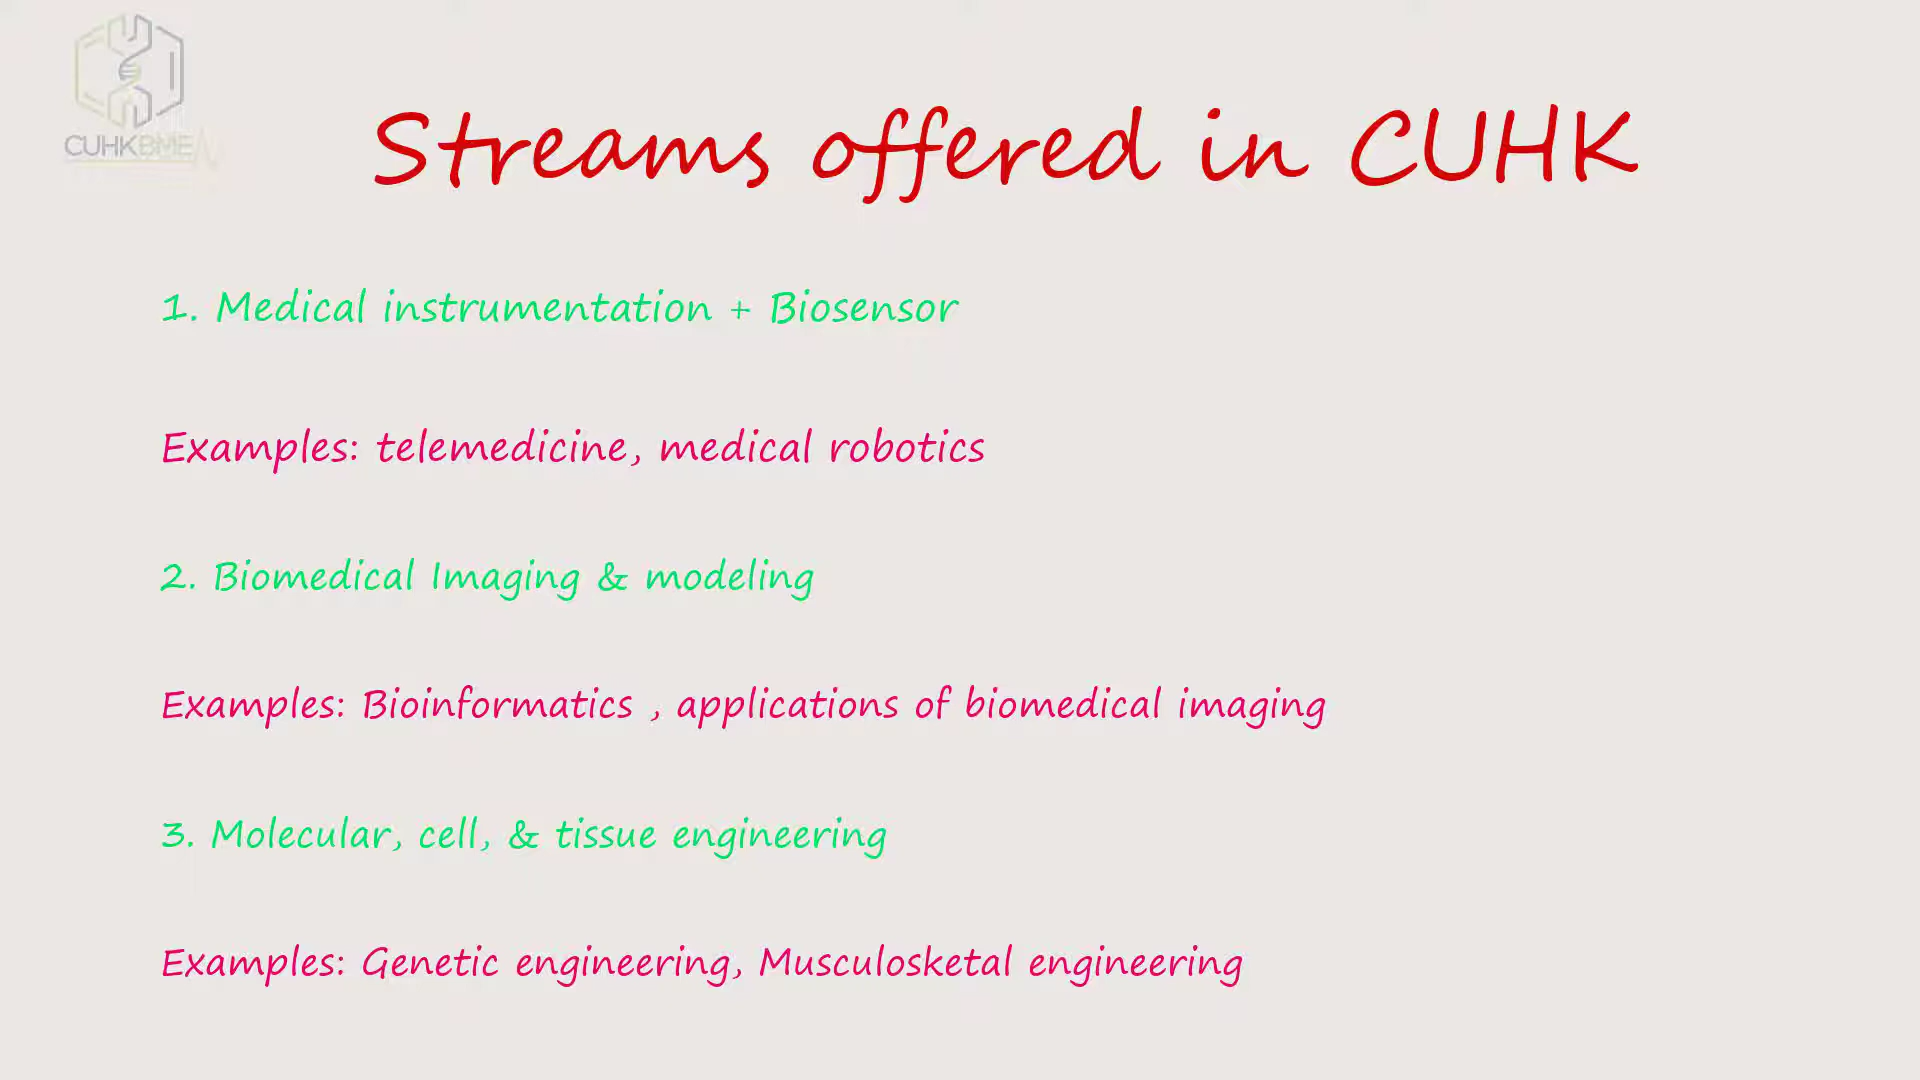 CUHKBME
Streams offered in CUHK
1. Medical instrumentation + Biosensor
Examples: telemedicine, medical robotics
2. Biomedical Imaging & modeling
Examples: Bioinformatics , applications of biomedical imaging
3. Molecular, cell, & tissue engineering
Examples: Genetic engineering, Musculosketal engineering